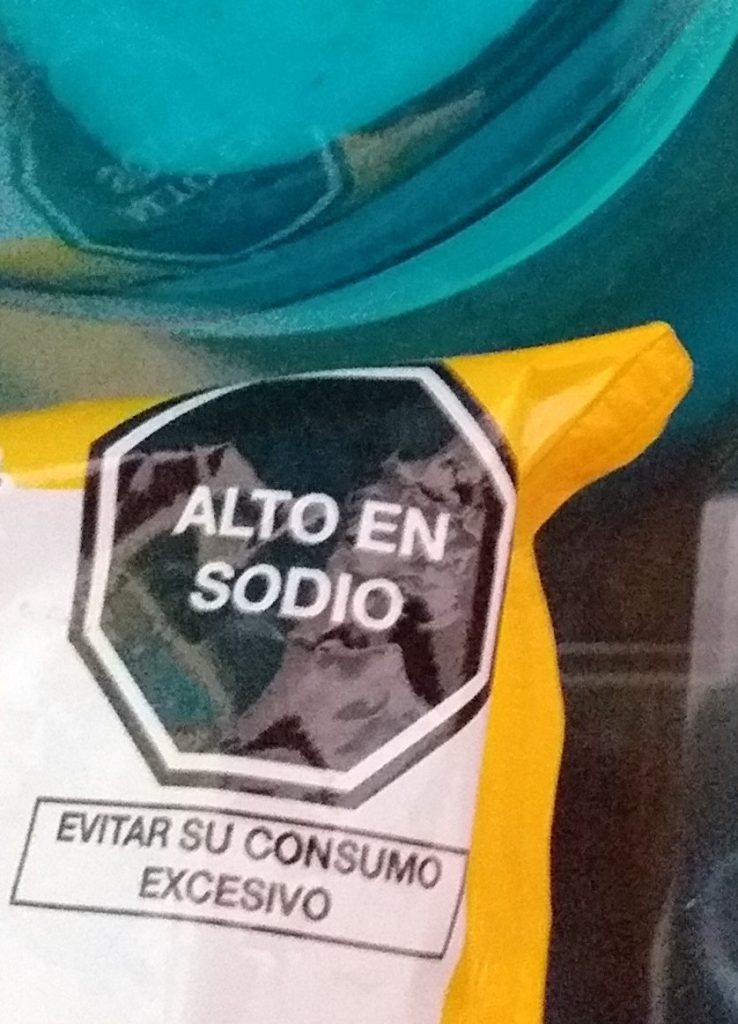 ALTO EN
SODIO
EVITAR SU CONSUMO
EXCESIVO